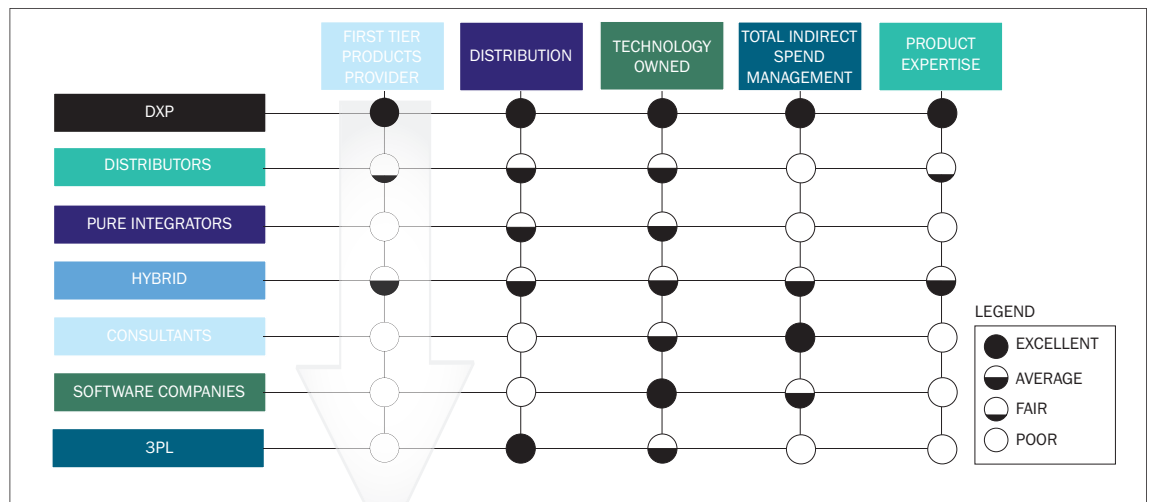 FIRST TIER
PRODUCTS
PROVIDER
DISTRIBUTION
TECHNOLOGY
OWNED
TOTAL INDIRECT
SPEND
MANAGEMENT
PRODUCT
EXPERTISE
DXP
DISTRIBUTORS
PURE INTEGRATORS
HYBRID
CONSULTANTS
SOFTWARE COMPANIES
3PL
LEGEND
EXCELLENT
AVERAGE
FAIR
POOR